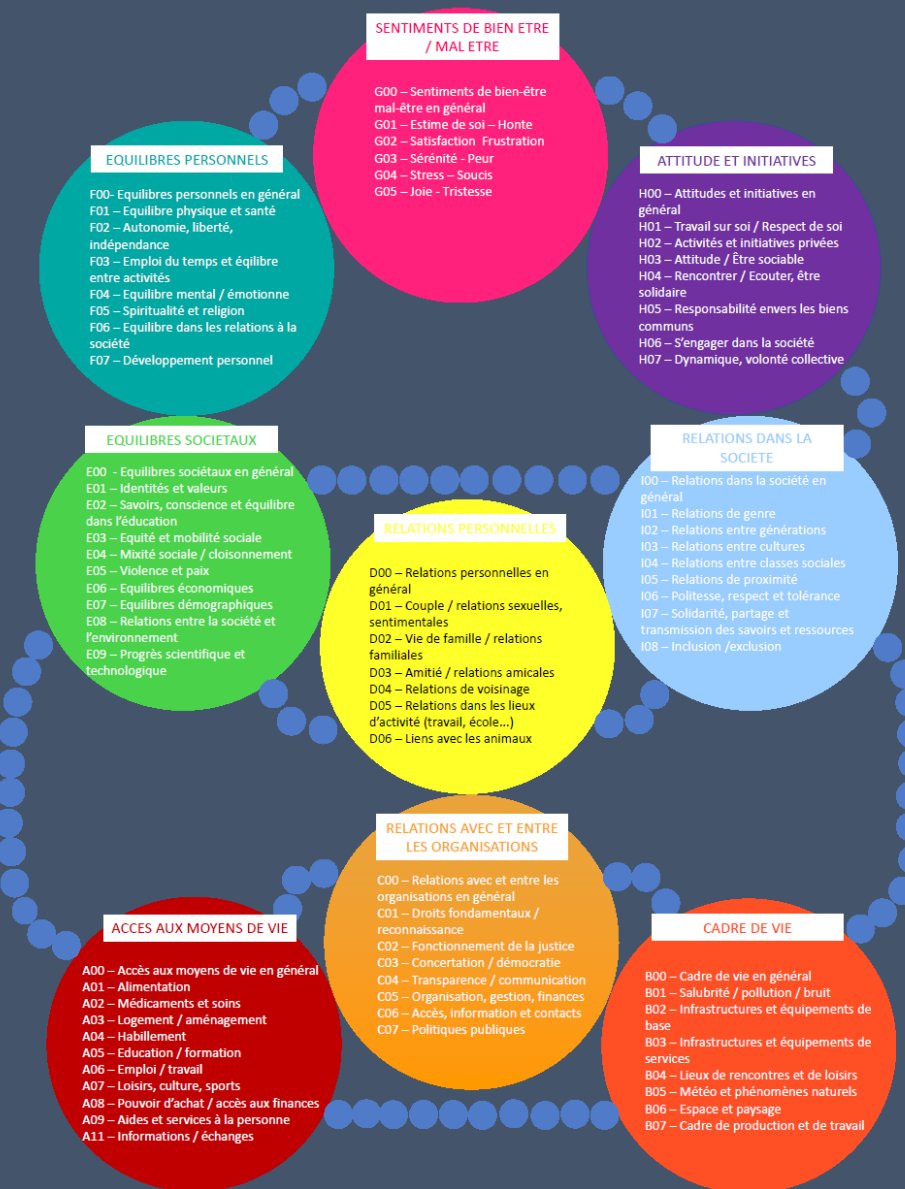 SENTIMENTS DE BIEN ETRE
/ MAL ETRE
G00 – Sentiments de bien-être
mal-être en général
G01 – Estime de soi – Honte
G02 – Satisfaction Frustration
G03 – Sérénité - Peur
G04 – Stress – Soucis
G05 – Joie - Tristesse
EQUILIBRES PERSONNELS
F00- Equilibres personnels en général
F01 – Equilibre physique et santé
F02 – Autonomie, liberté,
indépendance
F03 – Emploi du temps et éqilibre
entre activités
F04 – Equilibre mental / émotionne
F05 – Spiritualité et religion
F06 – Equilibre dans les relations à la
société
F07 – Développement personnel
ATTITUDE ET INITIATIVES
H00 – Attitudes et initiatives en
général
H01 – Travail sur soi / Respect de soi
H02 – Activités et initiatives privées
H03 – Attitude / Être sociable
H04 – Rencontrer / Ecouter, être
solidaire
H05 – Responsabilité envers les biens
communs
H06 – S'engager dans la société
H07 – Dynamique, volonté collective
EQUILIBRES SOCIETAUX
E00 - Equilibres sociétaux en général
E01 – Identités et valeurs
E02 – Savoirs, conscience et équilibre
dans l'éducation
E03 – Equité et mobilité sociale
E04 – Mixité sociale / cloisonnement
E05 – Violence et paix
E06 – Equilibres économiques
E07 – Equilibres démographiques
E08 – Relations entre la société et
l'environnement
E09 – Progrès scientifique et
technologique
RELATIONS PERSONNELLES
D00 – Relations personnelles en
général
D01 – Couple / relations sexuelles,
sentimentales
D02 – Vie de famille / relations
familiales
D03 – Amitié / relations amicales
D04 – Relations de voisinage
D05 – Relations dans les lieux
d'activité (travail, école...)
D06 – Liens avec les animaux
RELATIONS DANS LA
SOCIETE
I00 – Relations dans la société en
général
I01 – Relations de genre
I02 – Relations entre générations
I03 – Relations entre cultures
I04 – Relations entre classes sociales
I05 – Relations de proximité
I06 – Politesse, respect et tolérance
I07 – Solidarité, partage et
transmission des savoirs et ressources
I08 – Inclusion /exclusion
RELATIONS AVEC ET ENTRE
LES ORGANISATIONS
C00 – Relations avec et entre les
organisations en général
C01 – Droits fondamentaux /
reconnaissance
C02 – Fonctionnement de la justice
C03 – Concertation / démocratie
C04 – Transparence / communication
C05 – Organisation, gestion, finances
C06 – Accès, information et contacts
C07 – Politiques publiques
ACCES AUX MOYENS DE VIE
A00 – Accès aux moyens de vie en général
A01 – Alimentation
A02 – Médicaments et soins
A03 – Logement / aménagement
A04 – Habillement
A05 – Education / formation
A06 – Emploi / travail
A07 – Loisirs, culture, sports
A08 – Pouvoir d'achat / accès aux finances
A09 – Aides et services à la personne
A11 – Informations / échanges
CADRE DE VIE
B00 – Cadre de vie en général
B01 – Salubrité / pollution / bruit
B02 – Infrastructures et équipements de
base
B03 – Infrastructures et équipements de
services
B04 – Lieux de rencontres et de loisirs
B05 – Météo et phénomènes naturels
B06 – Espace et paysage
B07 – Cadre de production et de travail